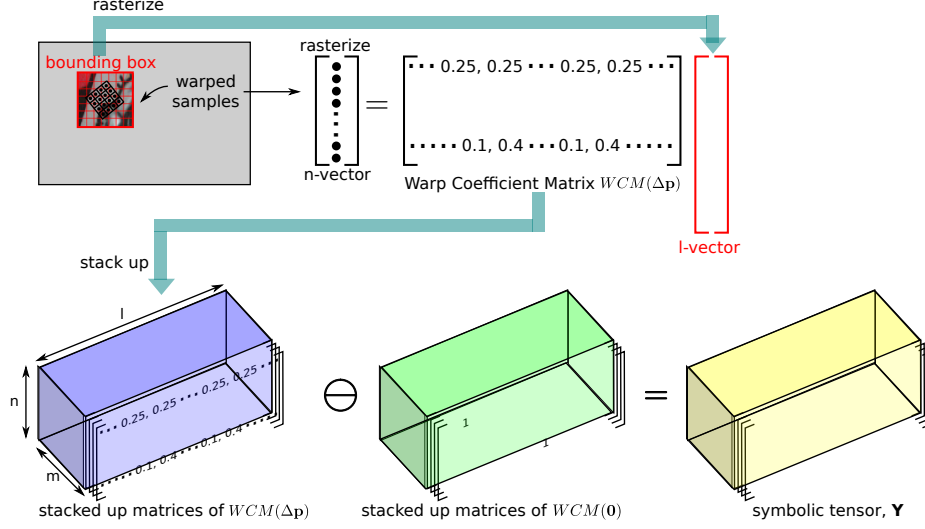 rasterize
bounding box
warped
samples
rasterize
n-vector
=
····· 0.25, 0.25 ····· 0.25, 0.25 ·····
····· 0.1, 0.4 ·····0.1, 0.4 ·····
Warp Coefficient Matrix WCM(Δp)
l-vector
stack up
l
n
m
···· 0.25, 0.25 ···· 0.25, 0.25 ····
······0.1, 0.4 ·····0.1, 0.4 ·····
⊖
1
1
=
stacked up matrices of WCM(Δp)
stacked up matrices of WCM(0)
symbolic tensor, Y